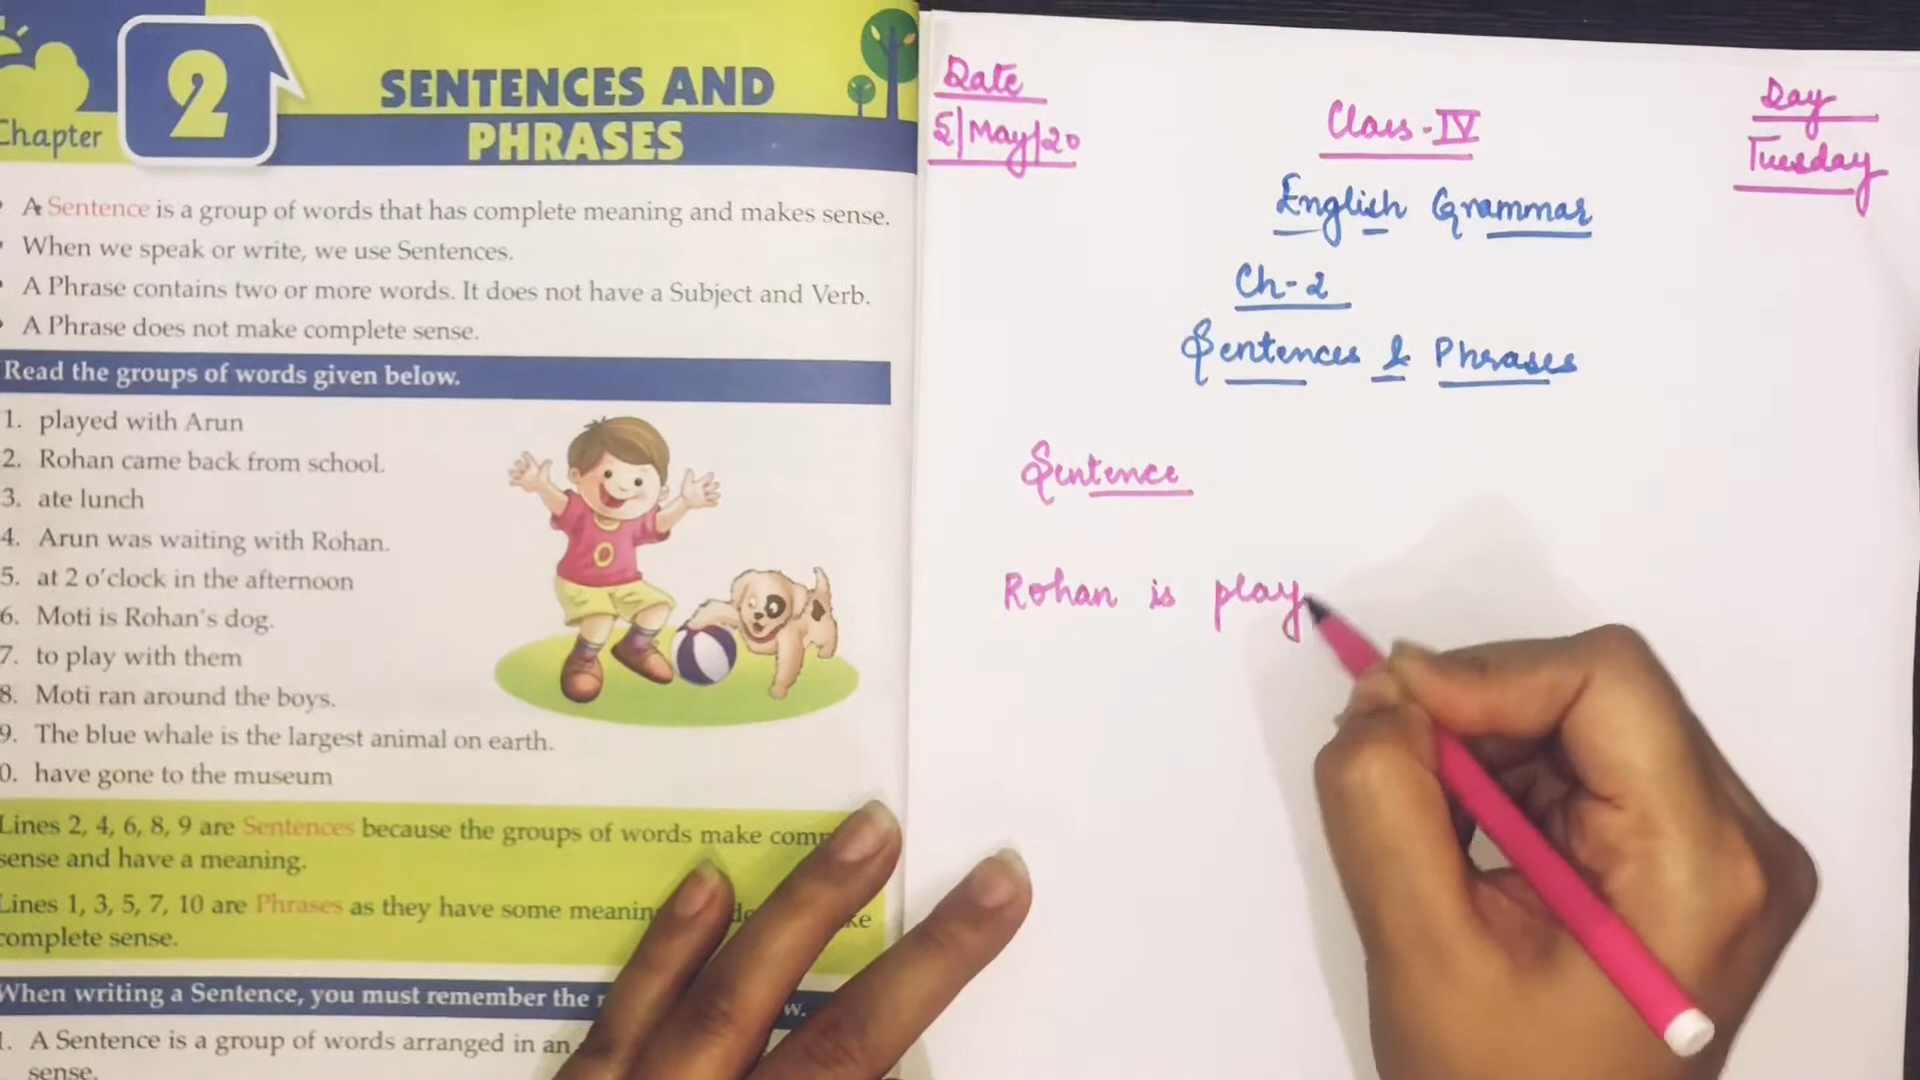 Chapter
2
SENTENCES AND
PHRASES
A Sentence is a group of words that has complete meaning and makes sense.
When we speak or write, we use Sentences.
A Phrase contains two or more words. It does not have a Subject and Verb.
A Phrase does not make complete sense.
Read the groups of words given below.
1. played with Arun
2. Rohan came back from school.
3. ate lunch
4. Arun was waiting with Rohan.
5. at 2 o'clock in the afternoon
6. Moti is Rohan's dog.
7. to play with them
8. Moti ran around the boys.
9. The blue whale is the largest animal on earth.
0. have gone to the museum
Lines 2, 4, 6, 8, 9 are Sentences because the groups of words make
sense and have a meaning.
Lines 1, 3, 5, 7, 10 are Phrases as they have some
complete sense.
When writing a Sentence, you must remember the
A Sentence is a group of words arranged in an
sense.
Date
5/May/20
Class-IV
Day
Tuesday
English Grammar
Ch-2
Sentences & Phrases
Sentence
Rohan is play